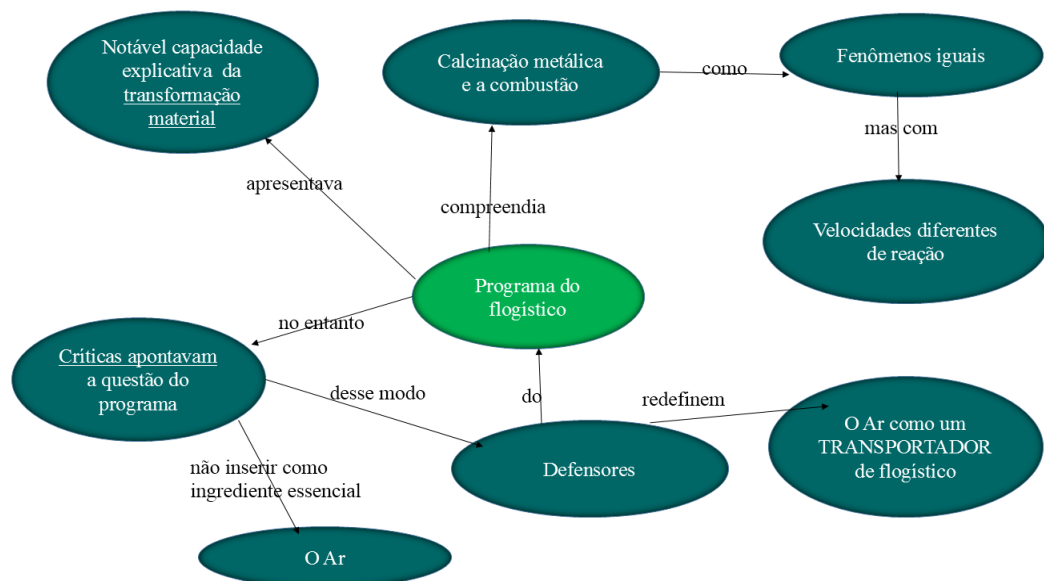 Notável capacidade
explicativa da
transformação
material
Calcinação metálica
e a combustão
como
Fenômenos iguais
mas com
Velocidades diferentes
de reação
apresentava
compreendia
Programa do
flogístico
no entanto
Críticas apontavam
a questão do
programa
desse modo
do
redefinem
O Ar como um
TRANSPORTADOR
de flogístico
Defensores
não inserir como
ingrediente essencial
O Ar